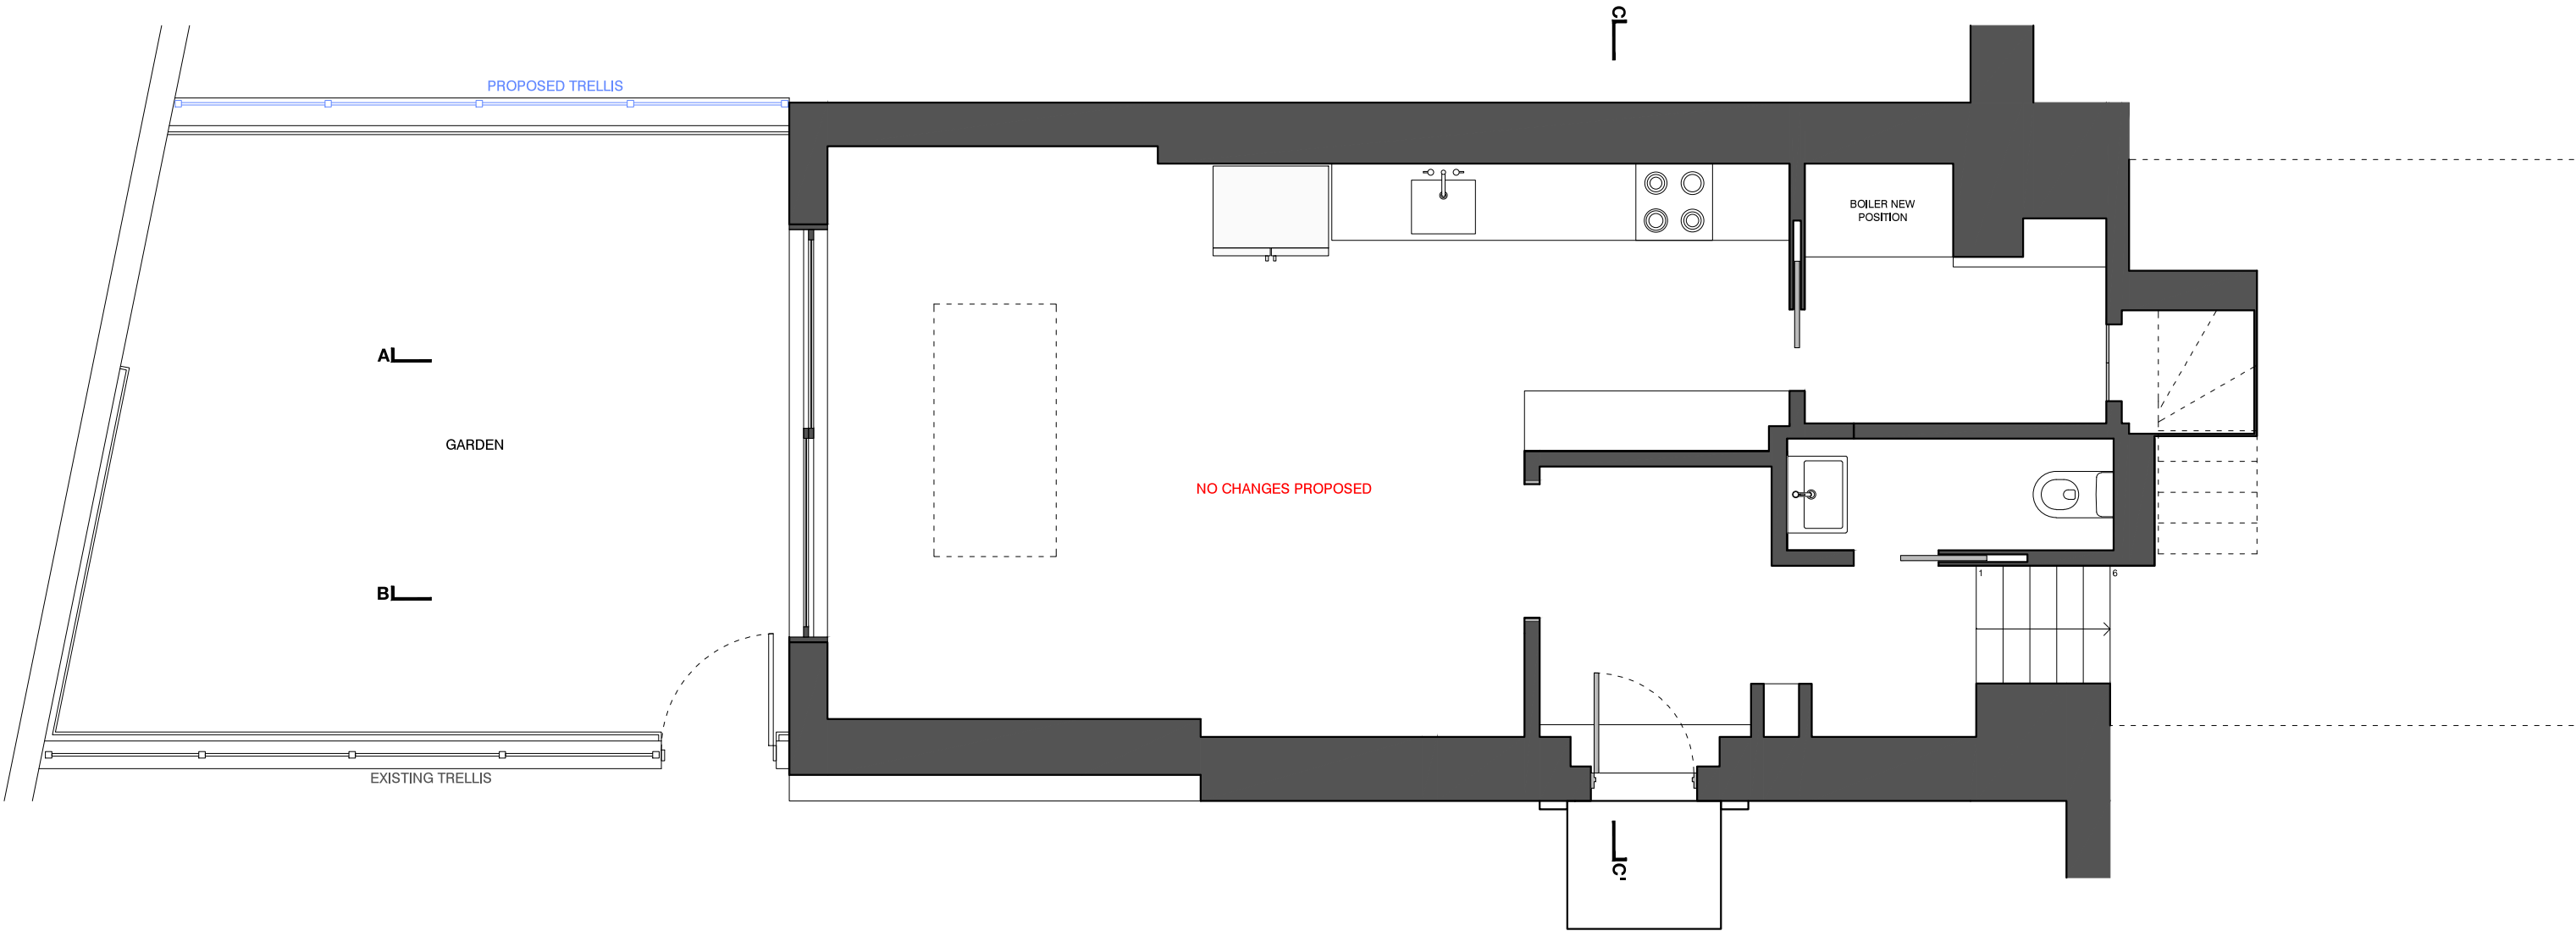 C
PROPOSED TRELLIS
BOILER NEW
POSITION
A
GARDEN
NO CHANGES PROPOSED
1
6
B
EXISTING TRELLIS
C'